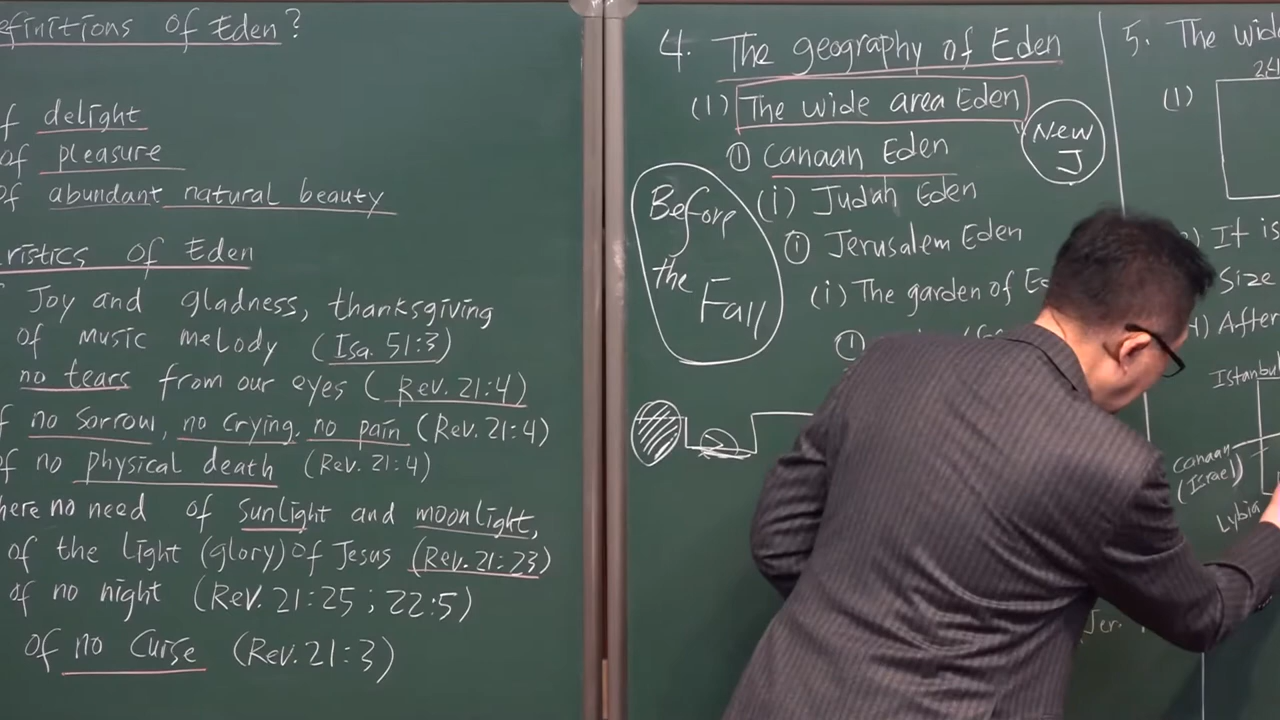 efinitions of Eden?
f delight
of pleasure
of abundant natural beauty
ristics of Eden
Joy and gladness, thanksgiving
of music melody (Isa. 51:3)
no tears from our eyes (Rev. 21:4)
f no sorrow, no crying, no pain (Rev. 21:4)
of no physical death (Rev. 21:4)
here no need of sunlight and moonlight,
of the light (glory) of Jesus (Rev. 21:23)
of no night (Rev. 21:25; 22:5)
of no curse (Rev. 21:3)
4. The geography of Eden
(1) The wide area Eden
New J
① Canaan Eden
(i) Judah Eden
① Jerusalem Eden
(i) The garden of E
①
Before the Fall
Jer.
5. The wid
(1)
It is
Size
After
Istanbul
Canaan
(Israel)
Lybia